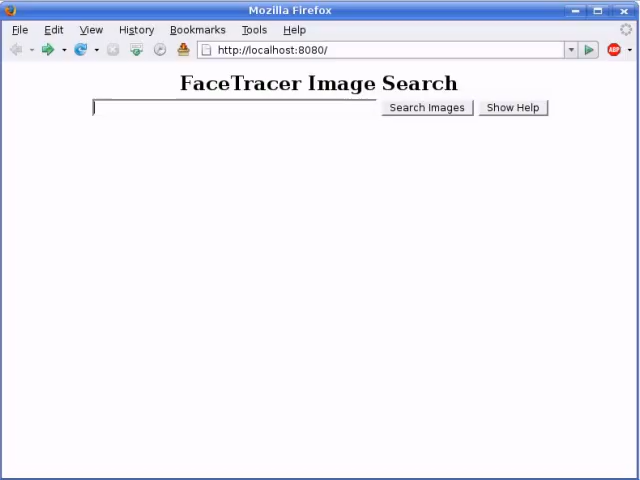 Mozilla Firefox
File Edit View History Bookmarks Tools Help
http://localhost:8080/
ABP
FaceTracer Image Search
Search Images Show Help